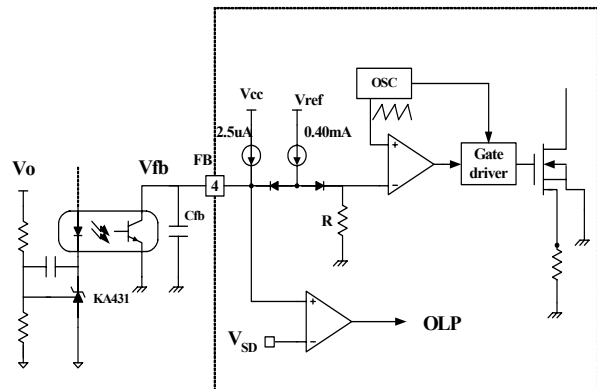 OSC
Vcc
Vref
2.5uA
0.40mA
Vo
Vfb
FB
4
+
-
Gate
driver
Cfb
R
KA431
+
-
VSD
OLP